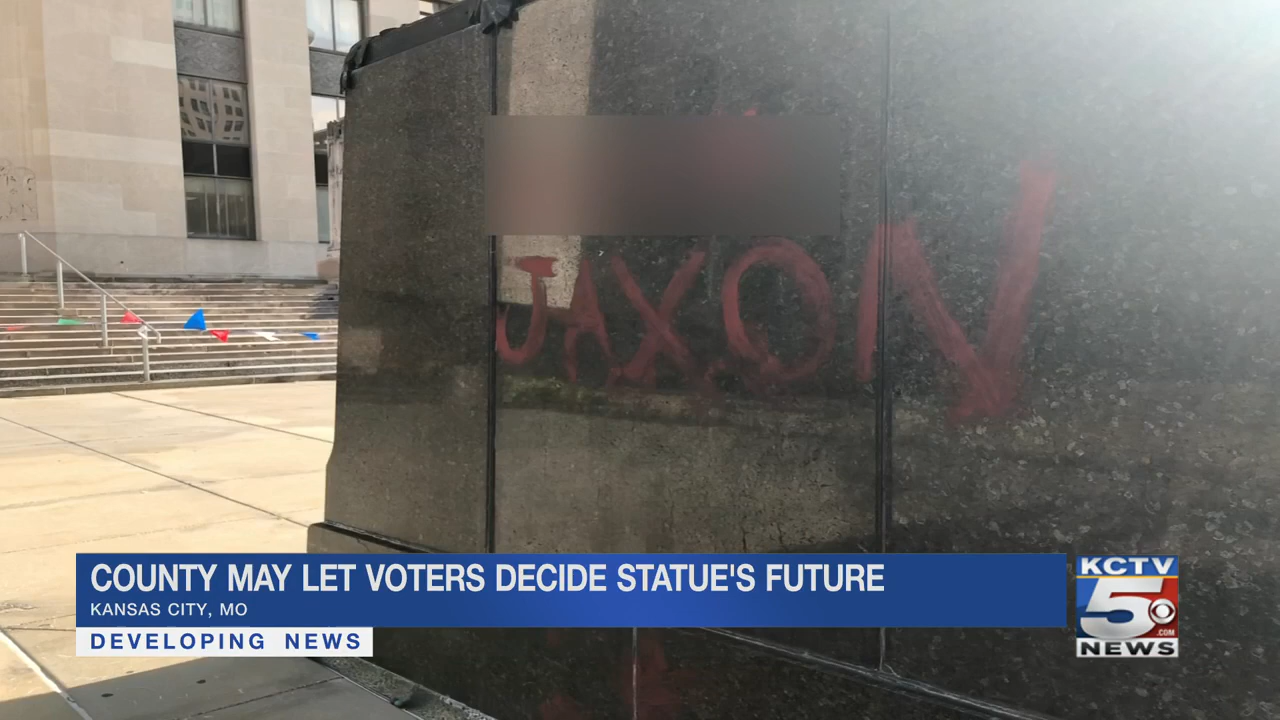 JAXON
COUNTY MAY LET VOTERS DECIDE STATUE'S FUTURE
KANSAS CITY, MO
DEVELOPING NEWS
KCTV
5
.COM
NEWS